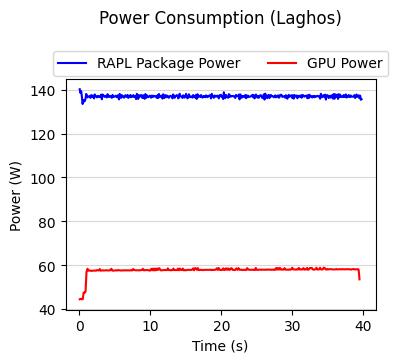 Power Consumption (Laghos)
RAPL Package Power GPU Power
140
120
100
80
60
40
Power (W)
0 10 20 30 40
Time (s)